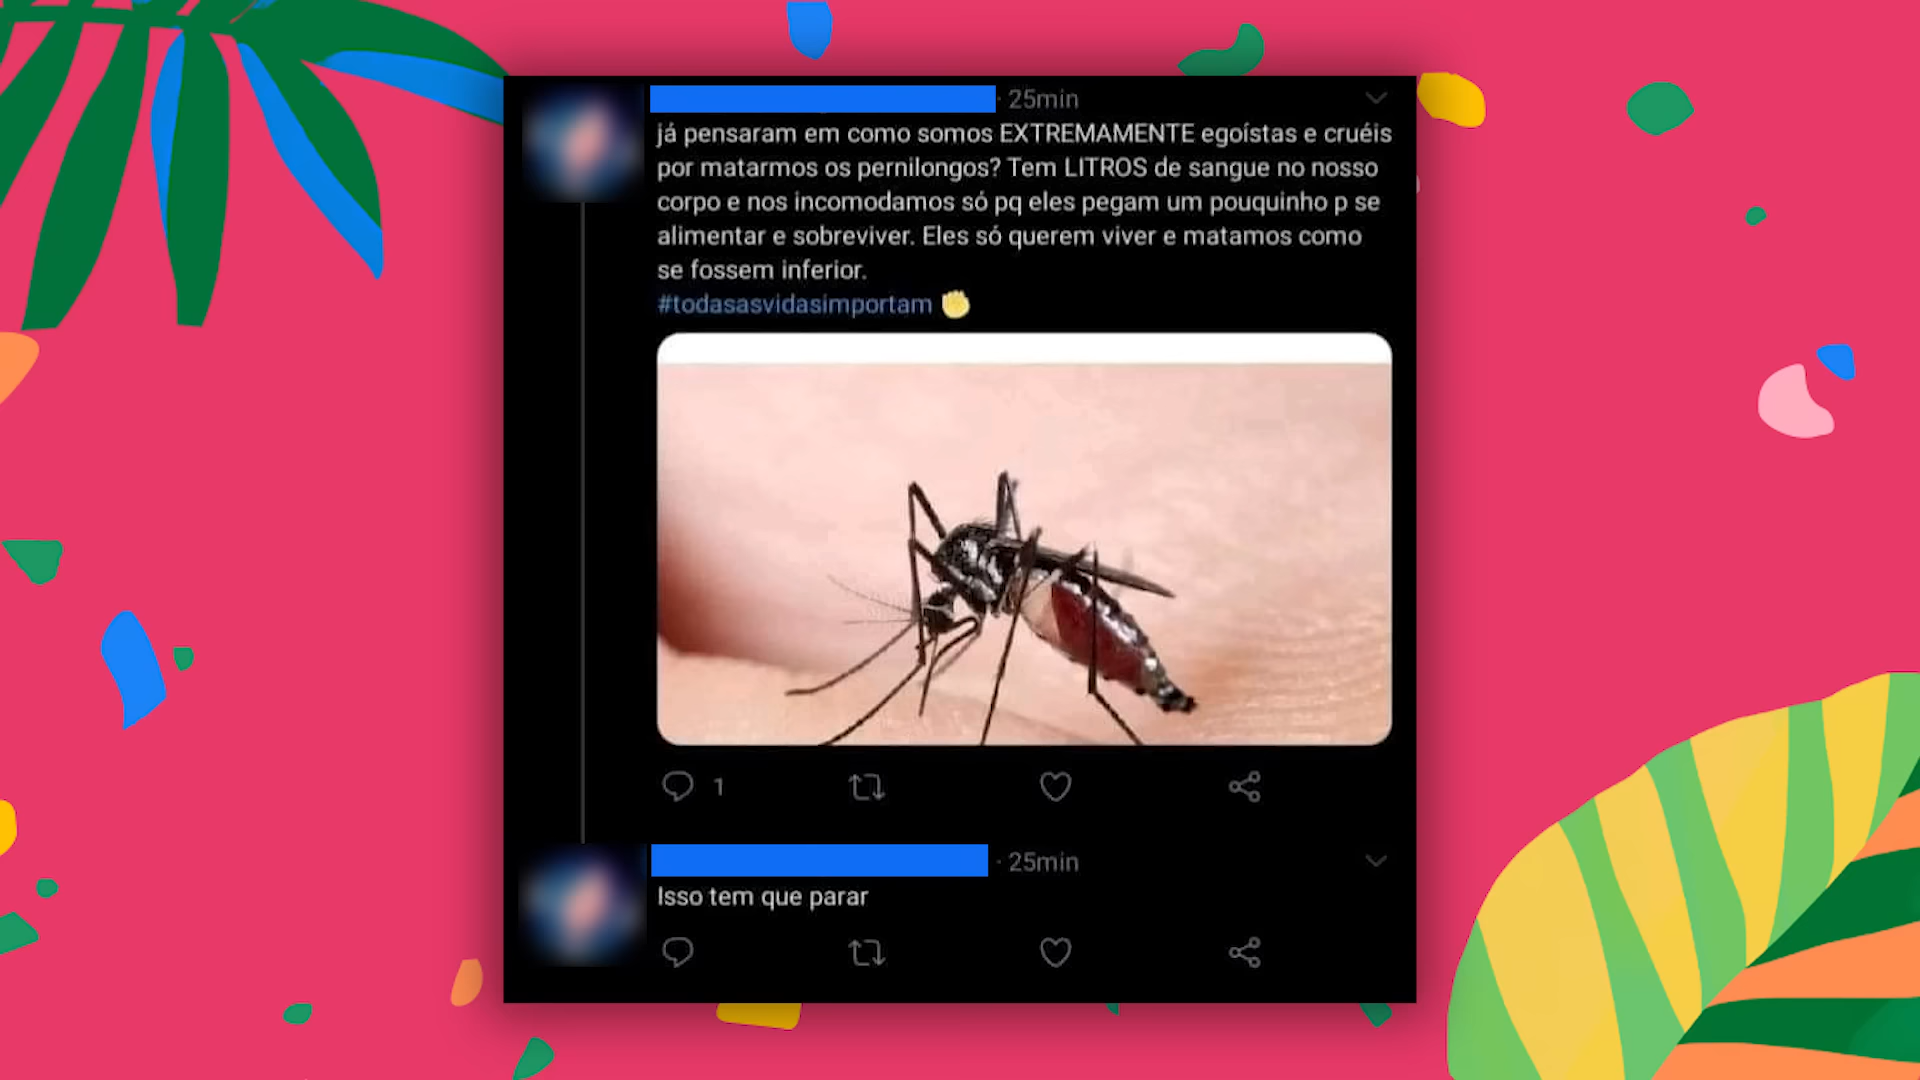 · 25min
já pensaram em como somos EXTREMAMENTE egoístas e cruéis
por matarmos os pernilongos? Tem LITROS de sangue no nosso
corpo e nos incomodamos só pq eles pegam um pouquinho p se
alimentar e sobreviver. Eles só querem viver e matamos como
se fossem inferior.
#todasasvidasimportam ✊
1
· 25min
Isso tem que parar